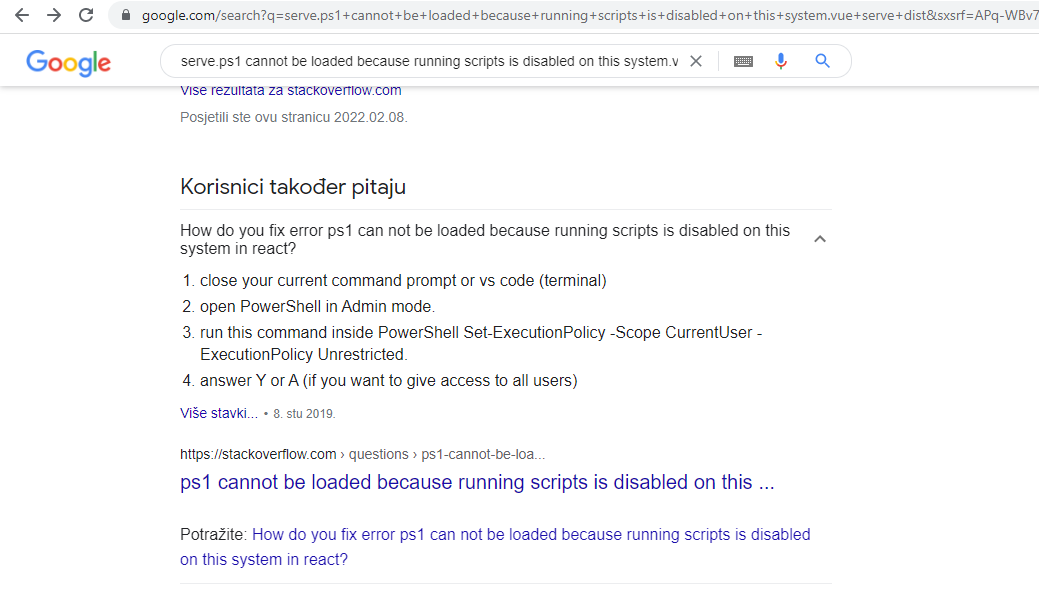 google.com/search?q=serve.ps1+cannot+be+loaded+because+running+scripts+is+disabled+on+this+system.vue+serve+dist&sxsrf=APq-WBv7
Google
serve.ps1 cannot be loaded because running scripts is disabled on this system.v
Više rezultata za stackoverflow.com
Posjetili ste ovu stranicu 2022.02.08.
Korisnici također pitaju
How do you fix error ps1 can not be loaded because running scripts is disabled on this
system in react?
1. close your current command prompt or vs code (terminal)
2. open PowerShell in Admin mode.
3. run this command inside PowerShell Set-ExecutionPolicy -Scope CurrentUser -
ExecutionPolicy Unrestricted.
4. answer Y or A (if you want to give access to all users)
Više stavki... • 8. stu 2019.
https://stackoverflow.com › questions › ps1-cannot-be-loa...
ps1 cannot be loaded because running scripts is disabled on this ...
Potražite: How do you fix error ps1 can not be loaded because running scripts is disabled
on this system in react?